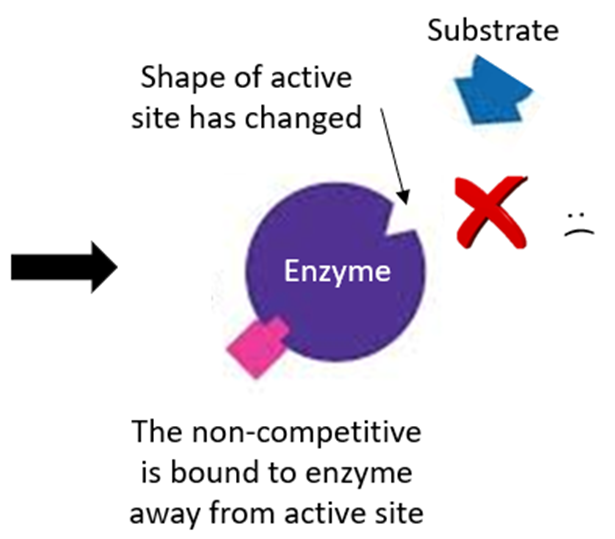 Substrate
Shape of active
site has changed
Enzyme
The non-competitive
is bound to enzyme
away from active site